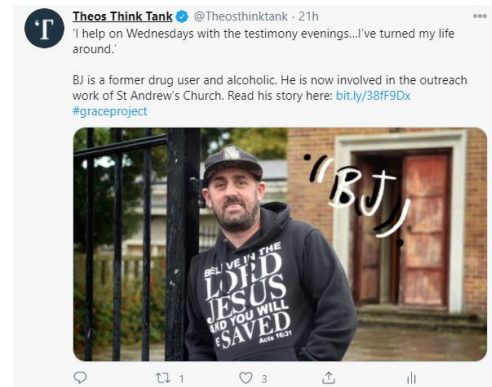 Theos Think Tank @Theosthinktank · 21h
'I help on Wednesdays with the testimony evenings...I've turned my life
around.'
BJ is a former drug user and alcoholic. He is now involved in the outreach
work of St Andrew's Church. Read his story here: bit.ly/38fF9Dx
#graceproject
"BJ"
BELIEVE IN THE
LORD
JESUS
AND YOU WILL
BE SAVED
Acts 16:31
1 3